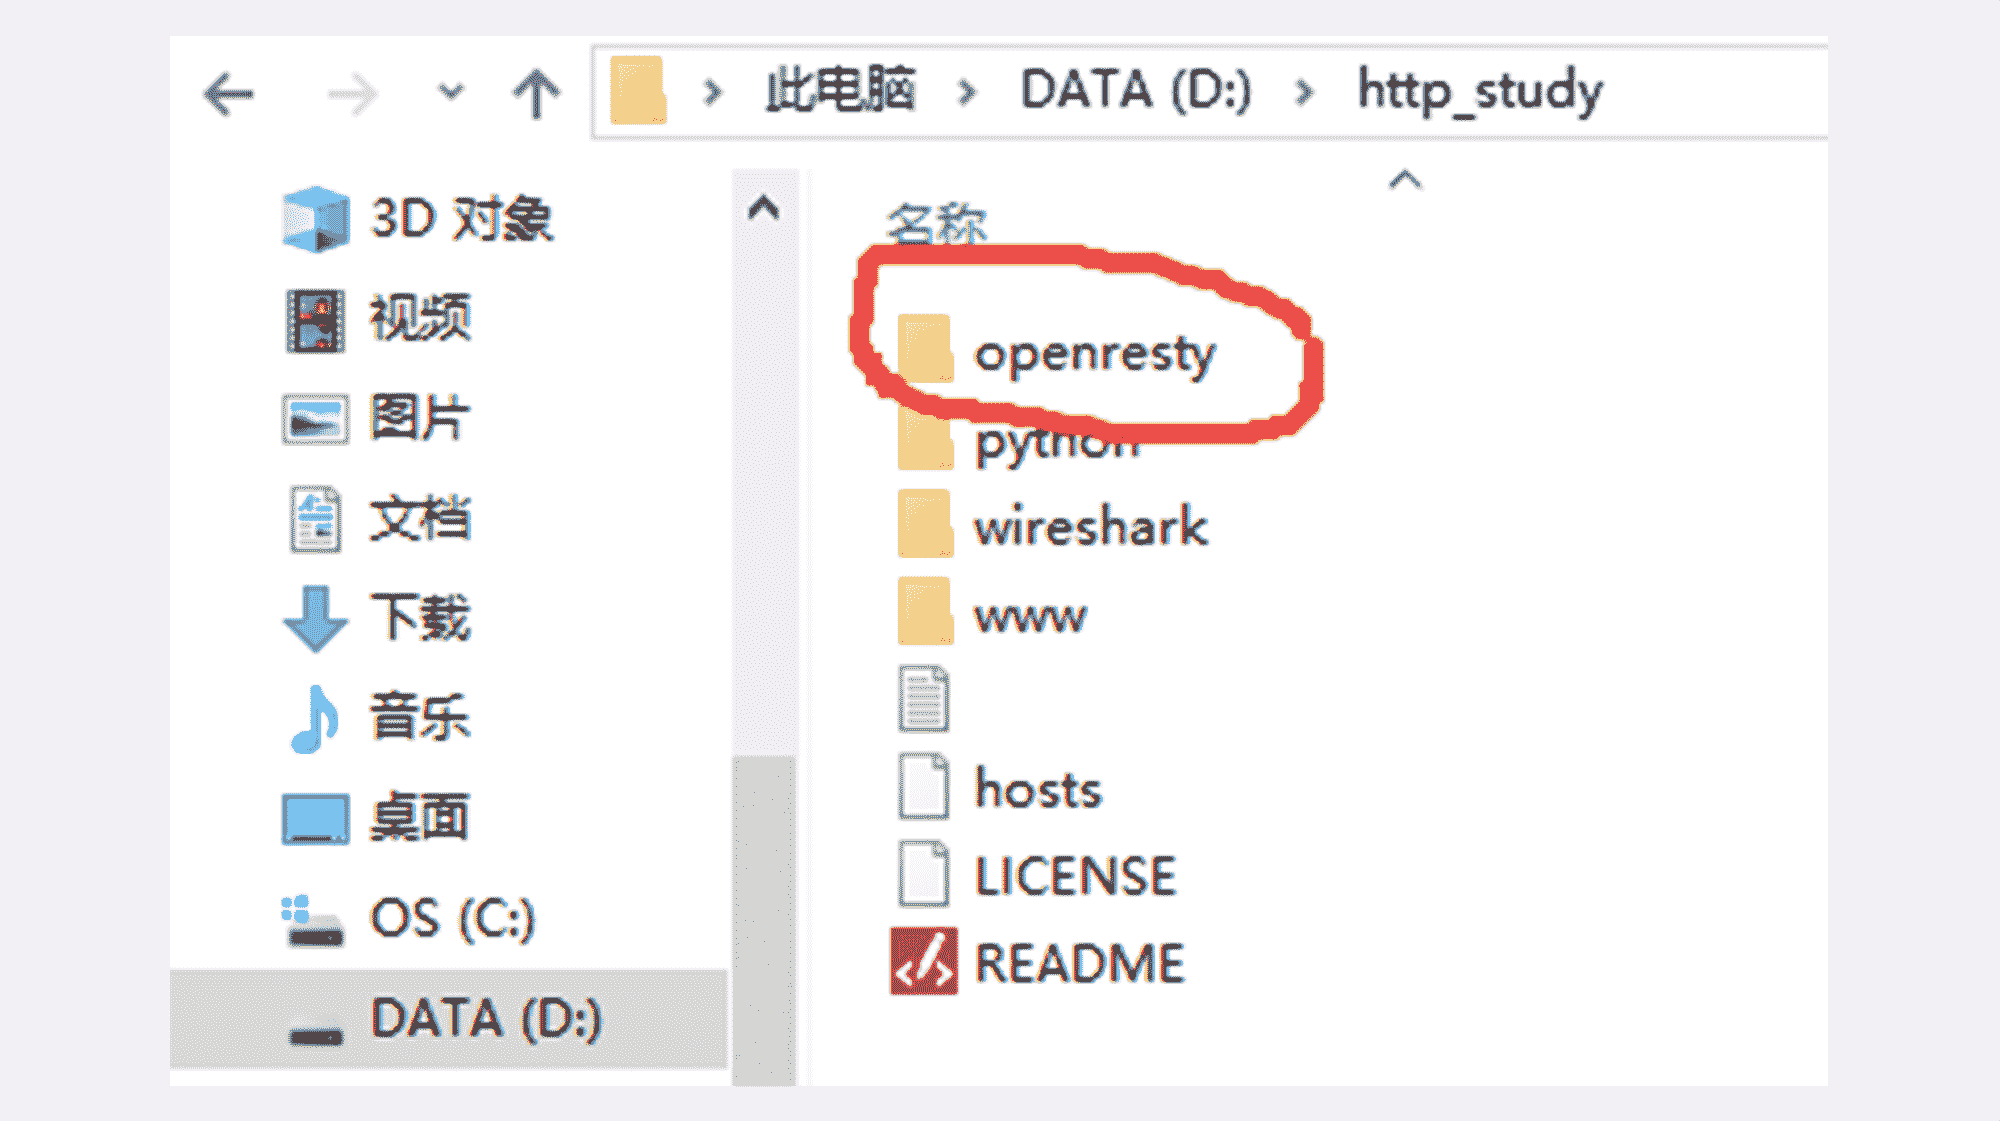 此电脑 > DATA (D:) > http_study
3D 对象
视频
图片
文档
下载
音乐
桌面
OS (C:)
DATA (D:)
名称
openresty
python
wireshark
www
hosts
LICENSE
README